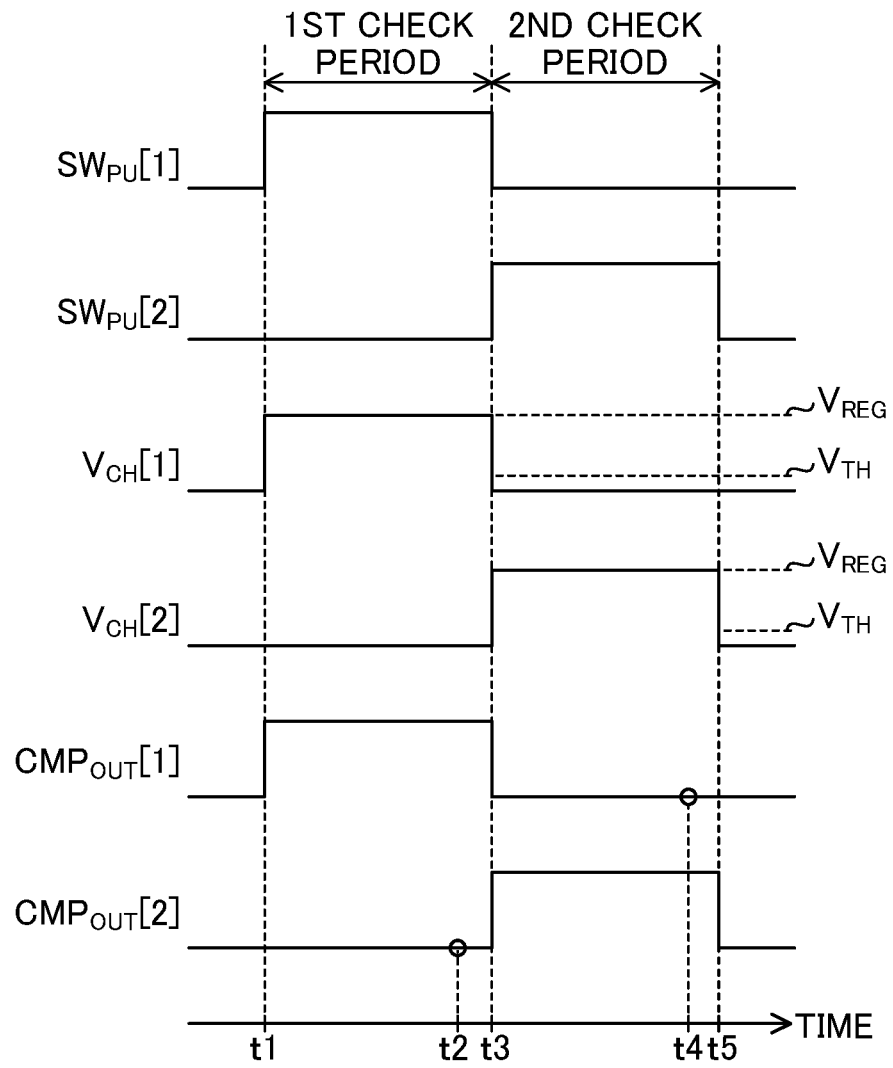 1ST CHECK PERIOD
2ND CHECK PERIOD
SWPU[1]
SWPU[2]
VREG
VCH[1]
VTH
VREG
VCH[2]
VTH
CMPOUT[1]
CMPOUT[2]
TIME
t1 t2 t3 t4 t5